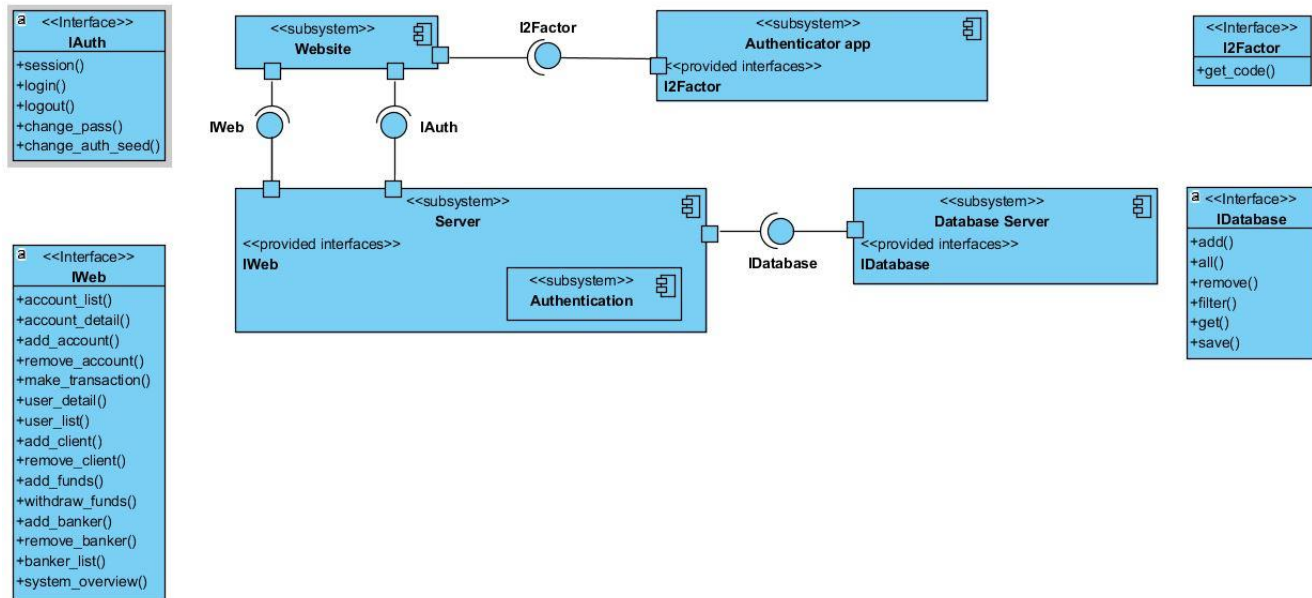 a <<Interface>>
IAuth
+session()
+login()
+logout()
+change_pass()
+change_auth_seed()
<<subsystem>>
Website
I2Factor
<<subsystem>>
Authenticator app
<<provided interfaces>>
I2Factor
<<Interface>>
I2Factor
+get_code()
IWeb
IAuth
<<subsystem>>
Server
<<provided interfaces>>
IWeb
<<subsystem>>
Authentication
IDatabase
<<subsystem>>
Database Server
<<provided interfaces>>
IDatabase
a <<Interface>>
IDatabase
+add()
+all()
+remove()
+filter()
+get()
+save()
a <<Interface>>
IWeb
+account_list()
+account_detail()
+add_account()
+remove_account()
+make_transaction()
+user_detail()
+user_list()
+add_client()
+remove_client()
+add_funds()
+withdraw_funds()
+add_banker()
+remove_banker()
+banker_list()
+system_overview()